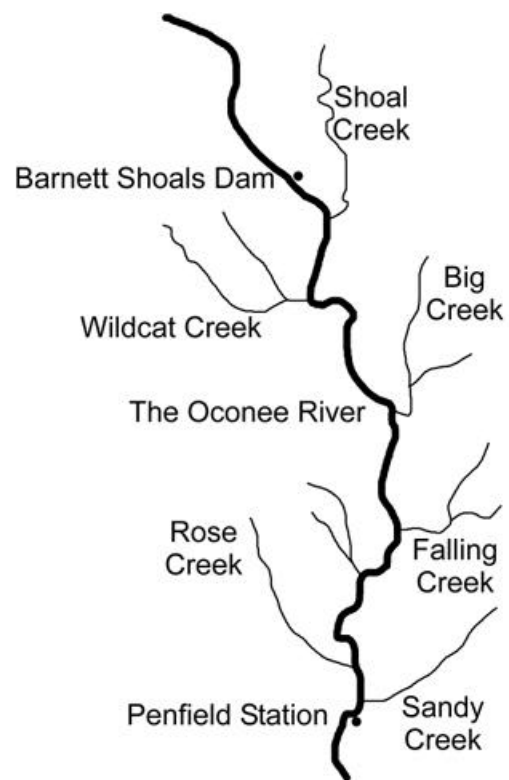 Shoal
Creek
Barnett Shoals Dam
Big
Creek
Wildcat Creek
The Oconee River
Rose
Creek
Falling
Creek
Penfield Station
Sandy
Creek